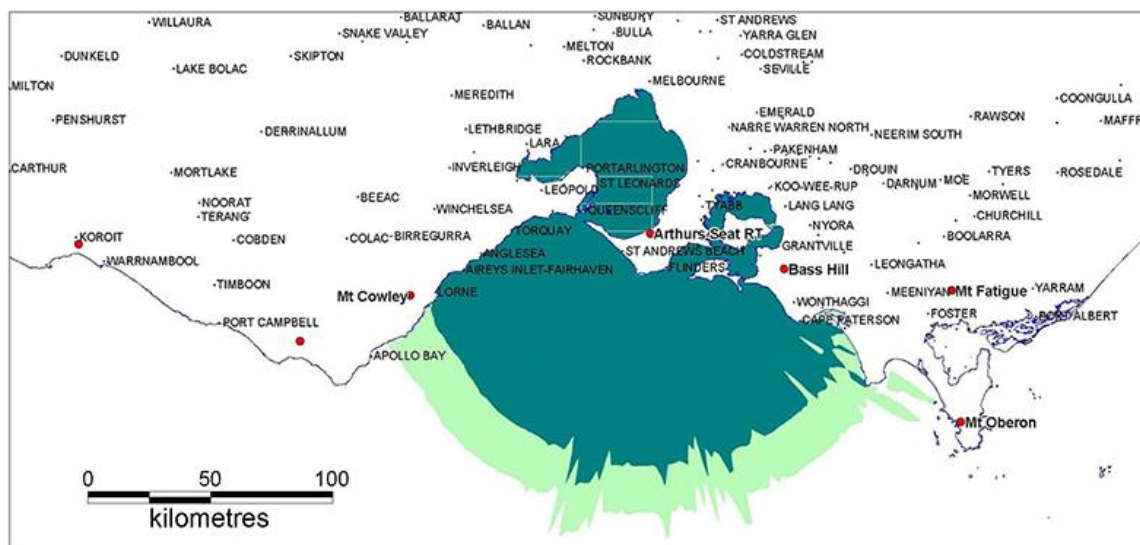 WILLAURA
BALLARAT
SUNBURY
ST ANDREWS
SNAKE VALLEY
BALLAN
BULLA
YARRA GLEN
DUNKELD
SKIPTON
MELTON
COLDSTREAM
LAKE BOLAC
ROCKBANK
SEVILLE
MILTON
MELBOURNE
MEREDITH
COONGULLA
PENSHURST
EMERALD
RAWSON
MAFFR
DERRINALLUM
LETHBRIDGE
NARRE WARREN NORTH
NEERIM SOUTH
LARA
PAKENHAM
CARTHUR
MORTLAKE
INVERLEIGH
PORTARLINGTON
CRANBOURNE
DROUIN
TYERS
ROSEDALE
LEOPOLD
ST LEONARDS
KOO-WEE-RUP
DARNUM
MOE
BEEAC
MORWELL
NOORAT
WINCHELSEA
QUEENSCLIFF
TYABB
LANG LANG
TERANG
CHURCHILL
NYORA
KOROIT
COBDEN
COLAC
BIRREGURRA
TORQUAY
Arthurs Seat RT
BOOLARRA
ANGLESEA
ST ANDREWS BEACH
GRANTVILLE
WARRNAMBOOL
AIREYS INLET-FAIRHAVEN
FLINDERS
Bass Hill
LEONGATHA
TIMBOON
Mt Cowley
LORNE
MEENIYAN
Mt Fatigue
YARRAM
WONTHAGGI
PORT CAMPBELL
CAPE PATERSON
FOSTER
PORT ALBERT
APOLLO BAY
Mt Oberon
0 50 100
kilometres